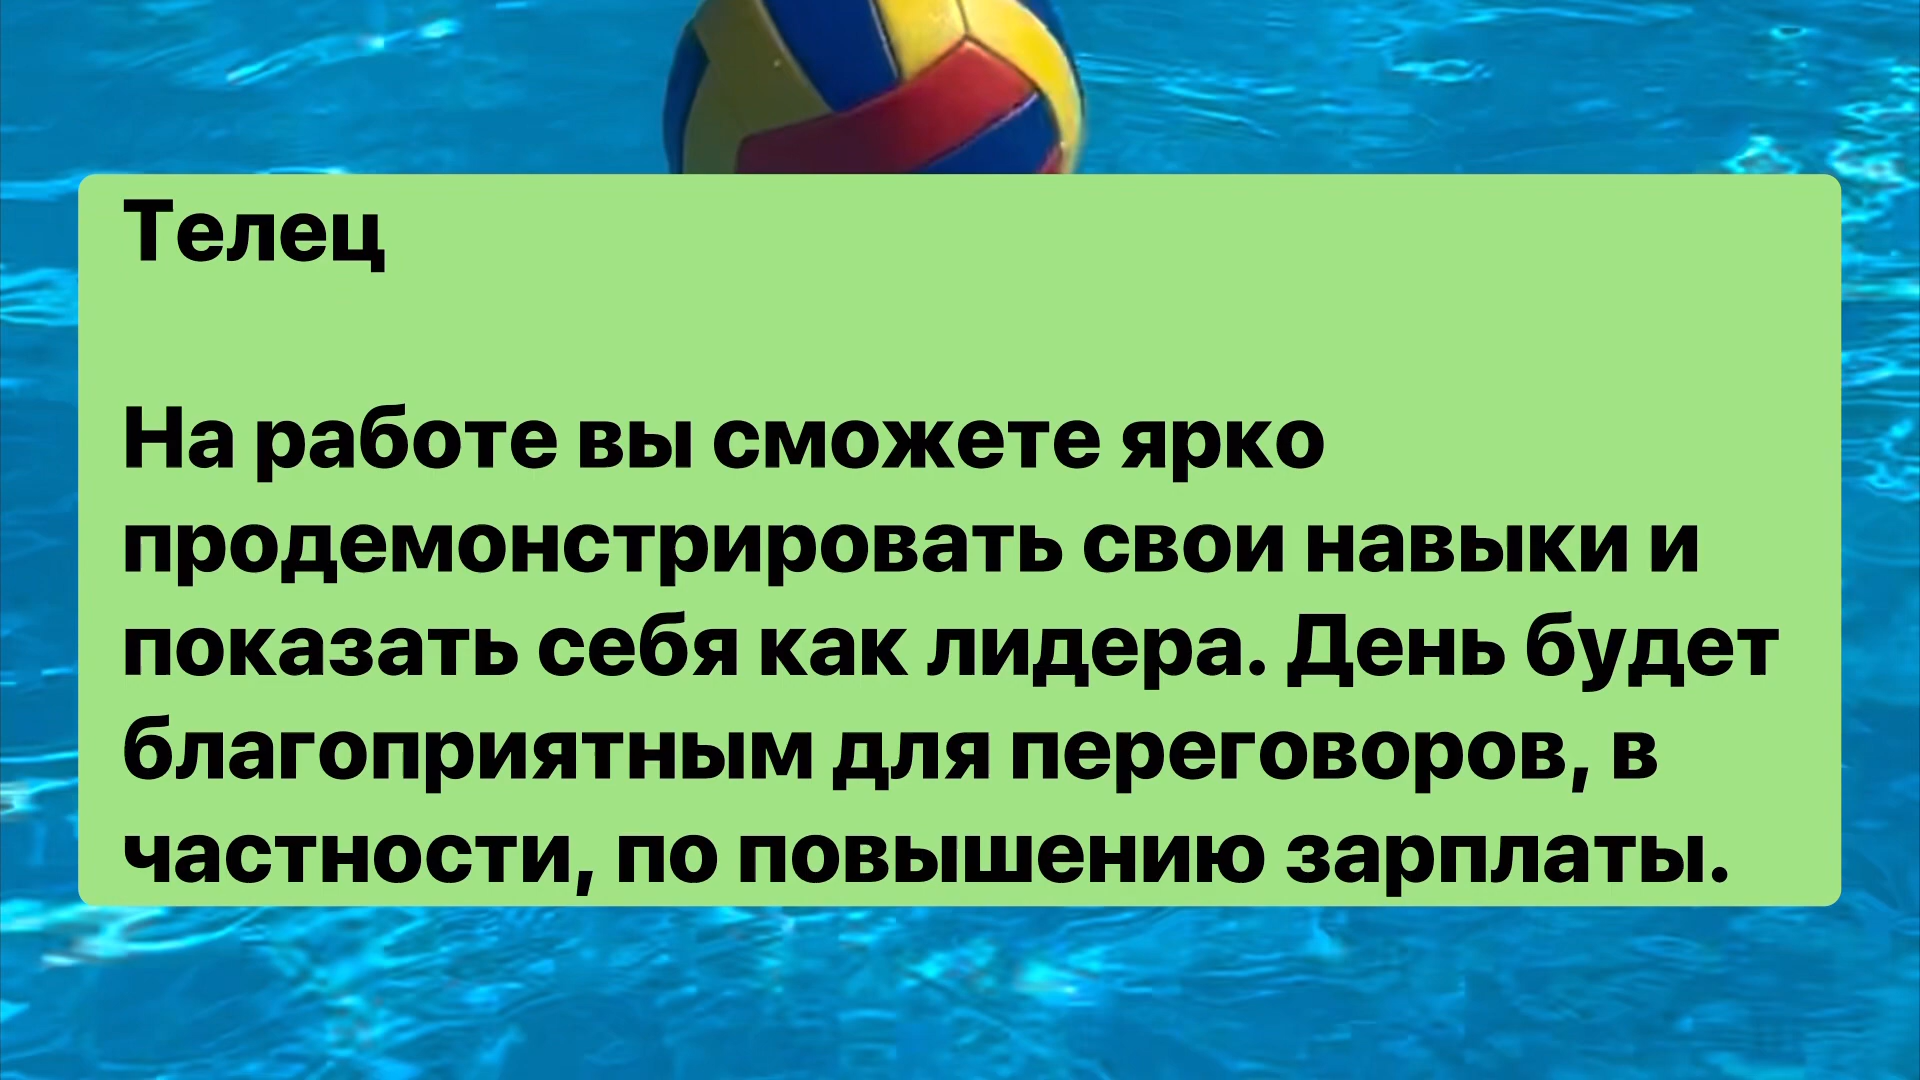 Телец
На работе вы сможете ярко
продемонстрировать свои навыки и
показать себя как лидера. День будет
благоприятным для переговоров, в
частности, по повышению зарплаты.